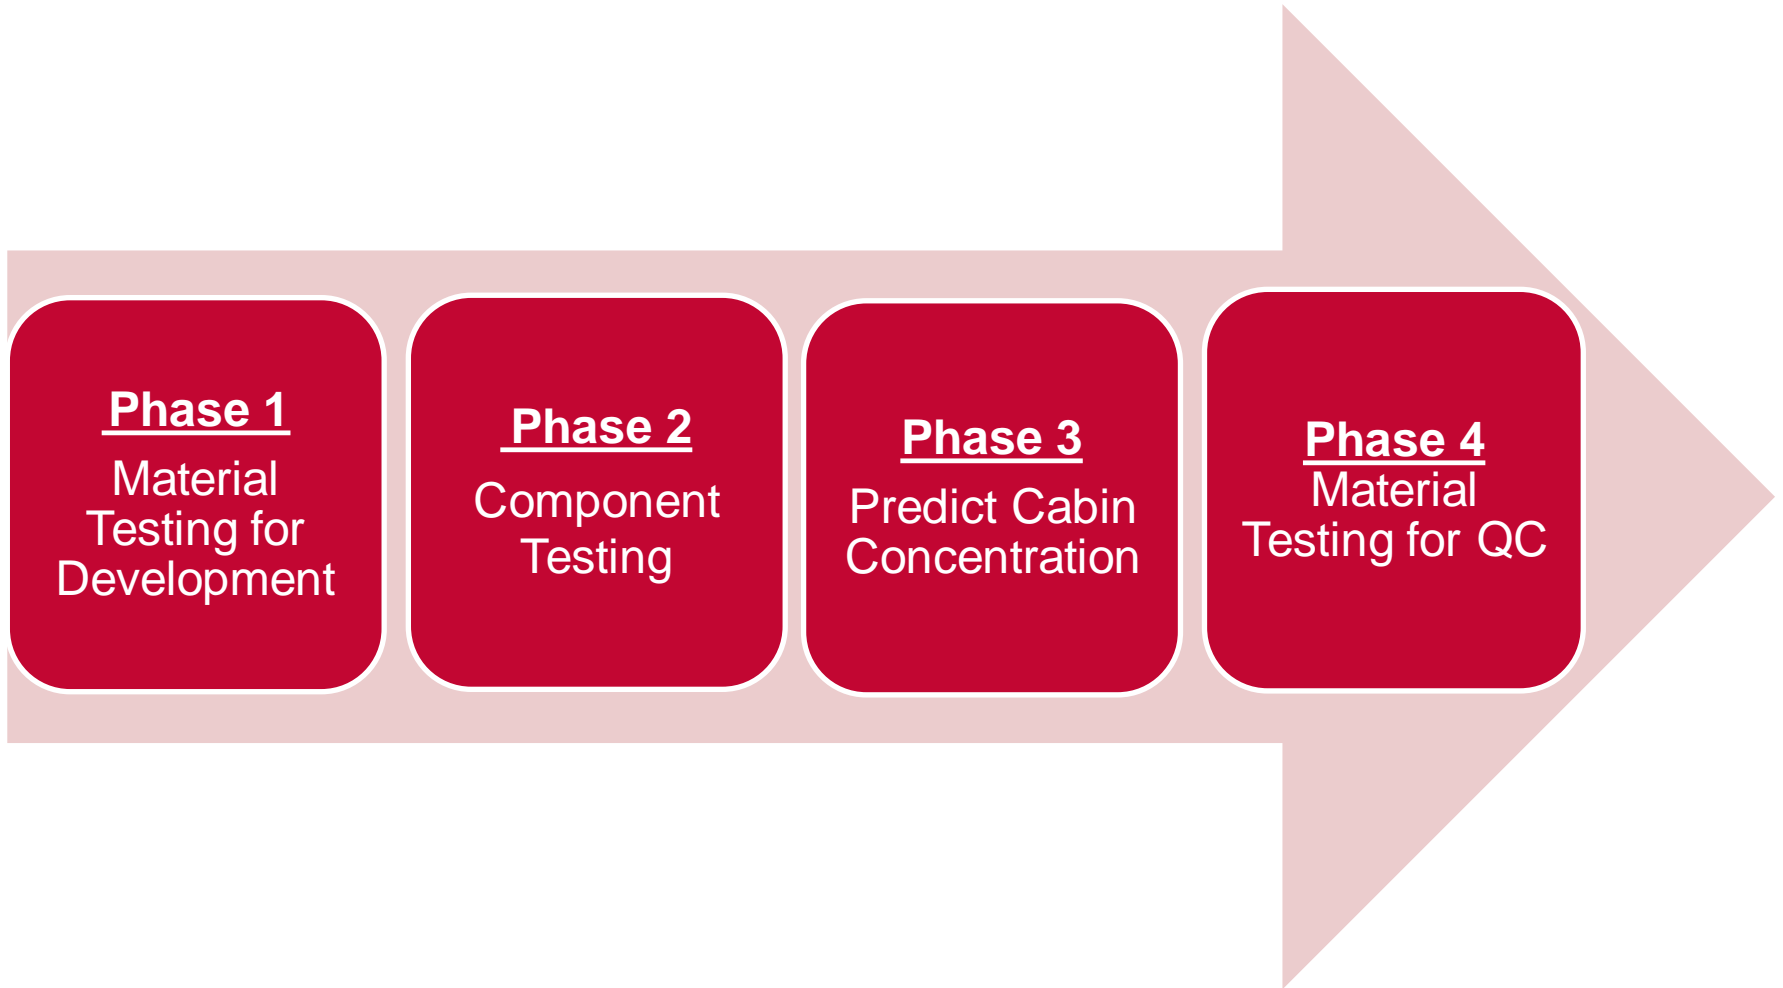 Phase 1
Material
Testing for
Development
Phase 2
Component
Testing
Phase 3
Predict Cabin
Concentration
Phase 4
Material
Testing for QC